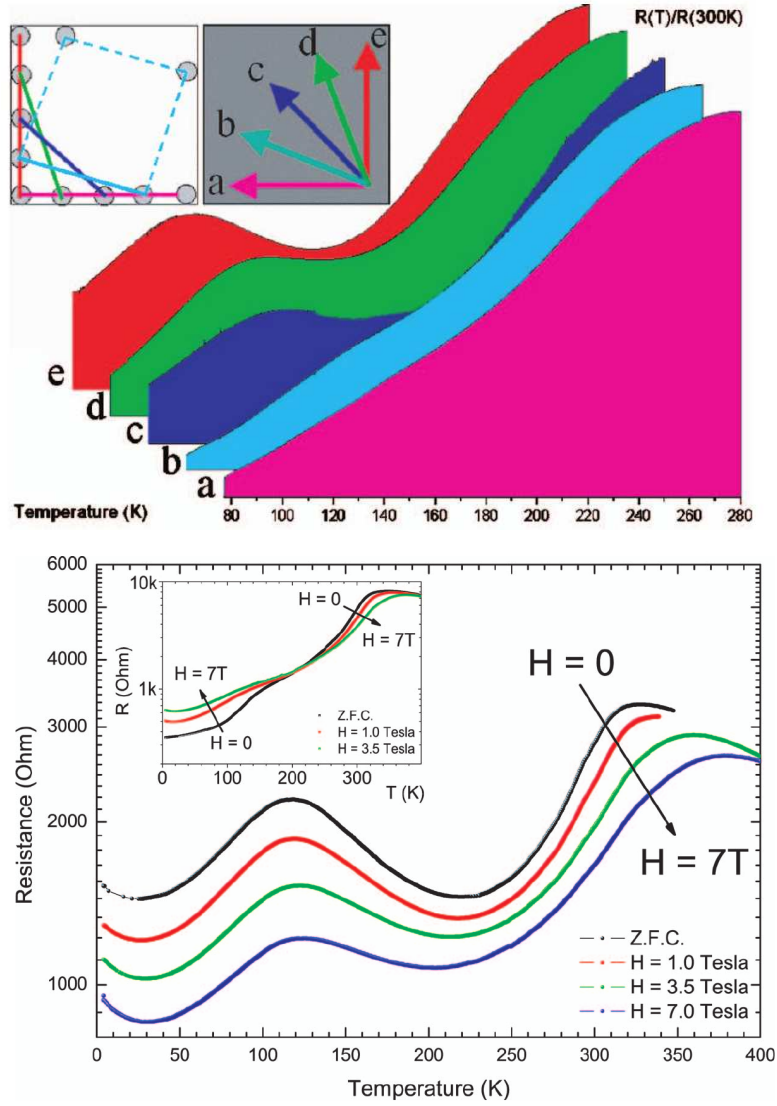 R(T)/R(300K)
e
d
c
b
a
e
d
c
b
a
Temperature (K)
80 100 120 140 160 180 200 220 240 260 280
6000
5000
4000
3000
2000
1000
Resistance (Ohm)
10k
1k
R (Ohm)
H = 0
H = 7T
H = 7T
H = 0
Z.F.C.
H = 1.0 Tesla
H = 3.5 Tesla
0 100 200 300
T (K)
H = 0
H = 7T
Z.F.C.
H = 1.0 Tesla
H = 3.5 Tesla
H = 7.0 Tesla
0 50 100 150 200 250 300 350 400
Temperature (K)